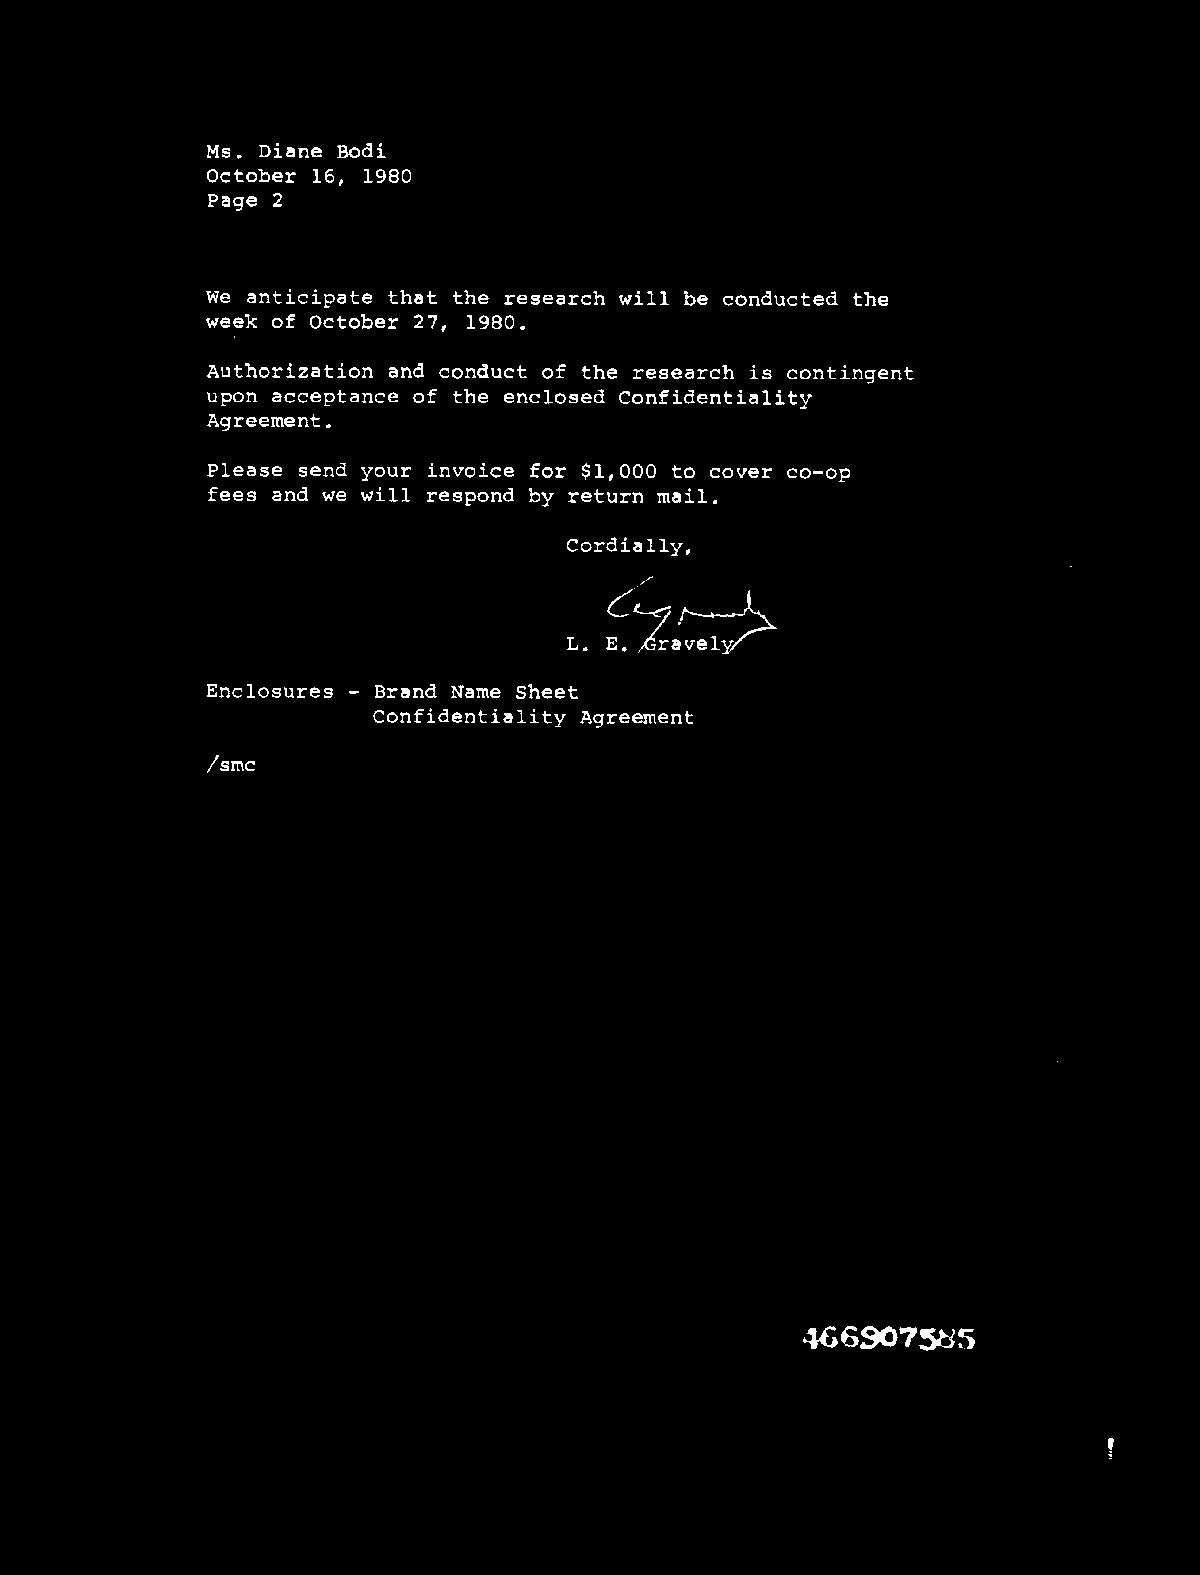 Ms. Diane Bodi
October 16, 1980
Page 2
We anticipate that the research will be conducted the
week of October 27, 1980.
Authorization and conduct of the research is contingent
upon acceptance of the enclosed Confidentiality
Agreement.
Please send your invoice for $1,000 to cover co-op
fees and we will respond by return mail.
Cordially,
L. E. Gravely
Enclosures - Brand Name Sheet
Confidentiality Agreement
/smc